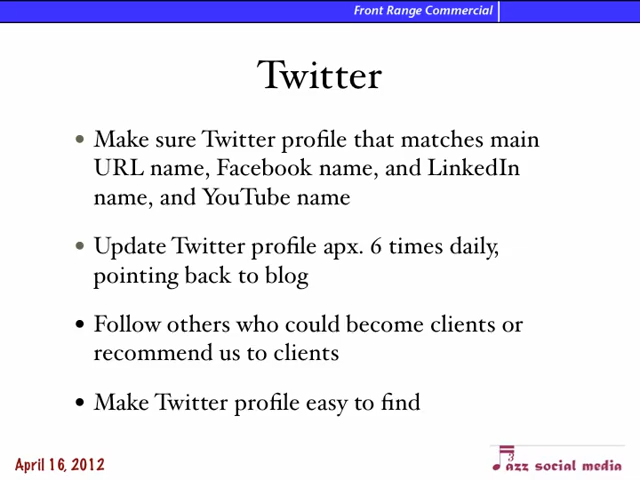 Front Range Commercial
Twitter
• Make sure Twitter profile that matches main
URL name, Facebook name, and LinkedIn
name, and YouTube name
• Update Twitter profile apx. 6 times daily,
pointing back to blog
• Follow others who could become clients or
recommend us to clients
• Make Twitter profile easy to find
April 16, 2012
3
azz social media